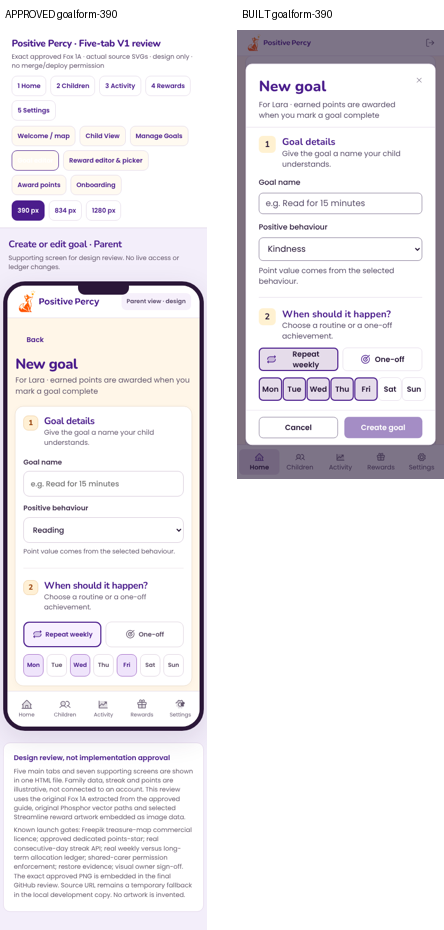 APPROVED goalform-390
Positive Percy · Five-tab V1 review
Exact approved Fox 1A · actual source SVGs · design only ·
no merge/deploy permission
1 Home
2 Children
3 Activity
4 Rewards
5 Settings
Welcome / map
Child View
Manage Goals
Reward editor & picker
Award points
Onboarding
390 px
834 px
1280 px
Create or edit goal · Parent
Supporting screen for design review. No live access or
ledger changes.
Positive Percy
Parent view · design
Back
New goal
For Lara · earned points are awarded when you
mark a goal complete
1
Goal details
Give the goal a name your child
understands.
Goal name
e.g. Read for 15 minutes
Positive behaviour
Reading
Point value comes from the selected behaviour.
2
When should it happen?
Choose a routine or a one-off
achievement.
Repeat weekly
One-off
Mon
Tue
Wed
Thu
Fri
Sat
Sun
Home
Children
Activity
Rewards
Settings
Design review, not implementation approval
Five main tabs and seven supporting screens are shown
in one HTML file. Family data, streak and points are
illustrative, not connected to an account. This review
uses the original Fox 1A extracted from the approved
guide, original Phosphor vector paths and selected
Streamline reward artwork embedded as image data.
Known launch gates: Freepik treasure-map commercial
licence; approved dedicated points-star; real
consecutive-day streak API; real weekly versus long-
term allocation ledger; shared-carer permission
enforcement; restore evidence; visual owner sign-off.
The exact approved PNG is embedded in the final
GitHub review. Source URL remains a temporary fallback
in the local development copy. No artwork is invented.
BUILT goalform-390
Positive Percy
New goal
×
For Lara · earned points are awarded
when you mark a goal complete
1
Goal details
Give the goal a name your child
understands.
Goal name
e.g. Read for 15 minutes
Positive behaviour
Kindness
Point value comes from the selected
behaviour.
2
When should it happen?
Choose a routine or a one-off
achievement.
Repeat
weekly
One-off
Mon
Tue
Wed
Thu
Fri
Sat
Sun
Cancel
Create goal
Home
Children
Activity
Rewards
Settings